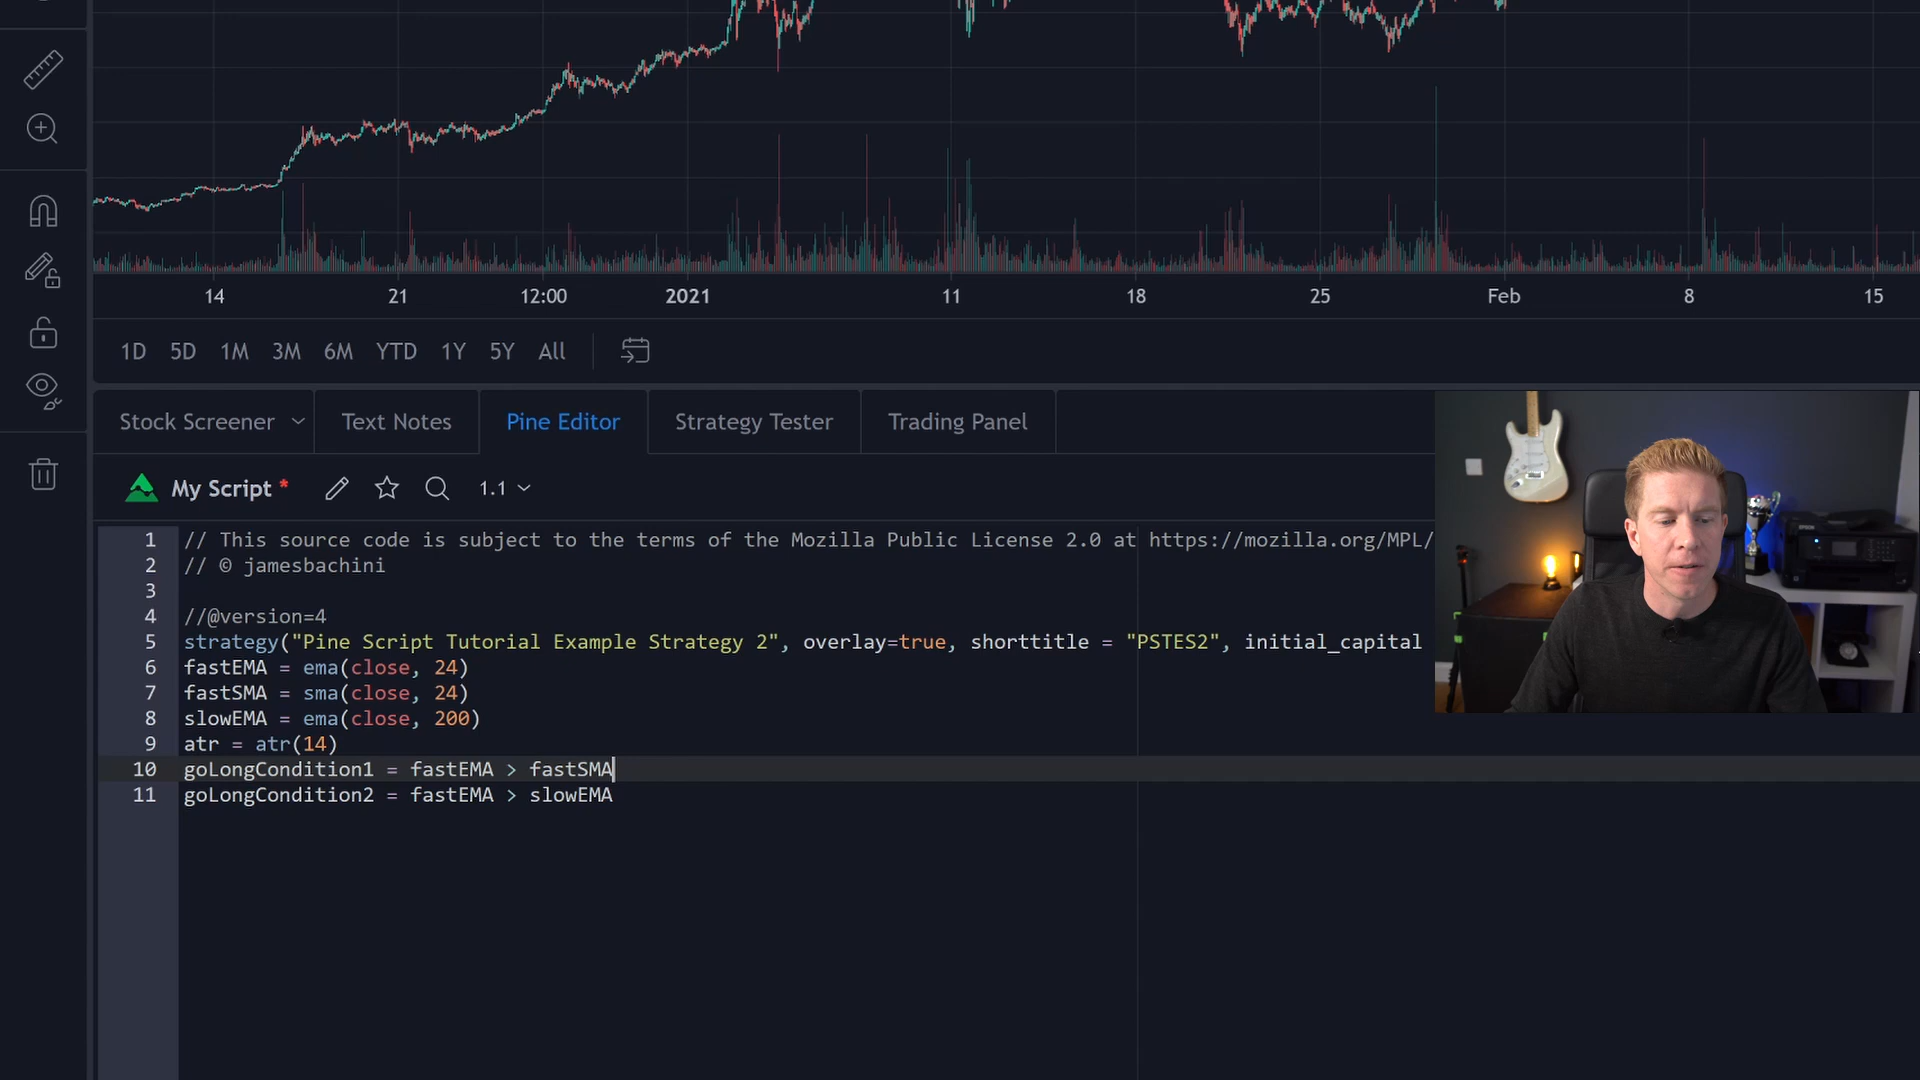 14 21 12:00 2021 11 18 25 Feb 8 15
1D 5D 1M 3M 6M YTD 1Y 5Y All
Stock Screener Text Notes Pine Editor Strategy Tester Trading Panel
My Script * 1.1
1 // This source code is subject to the terms of the Mozilla Public License 2.0 at https://mozilla.org/MPL/
2 // © jamesbachini
3
4 //@version=4
5 strategy("Pine Script Tutorial Example Strategy 2", overlay=true, shorttitle = "PSTES2", initial_capital
6 fastEMA = ema(close, 24)
7 fastSMA = sma(close, 24)
8 slowEMA = ema(close, 200)
9 atr = atr(14)
10 goLongCondition1 = fastEMA > fastSMA
11 goLongCondition2 = fastEMA > slowEMA